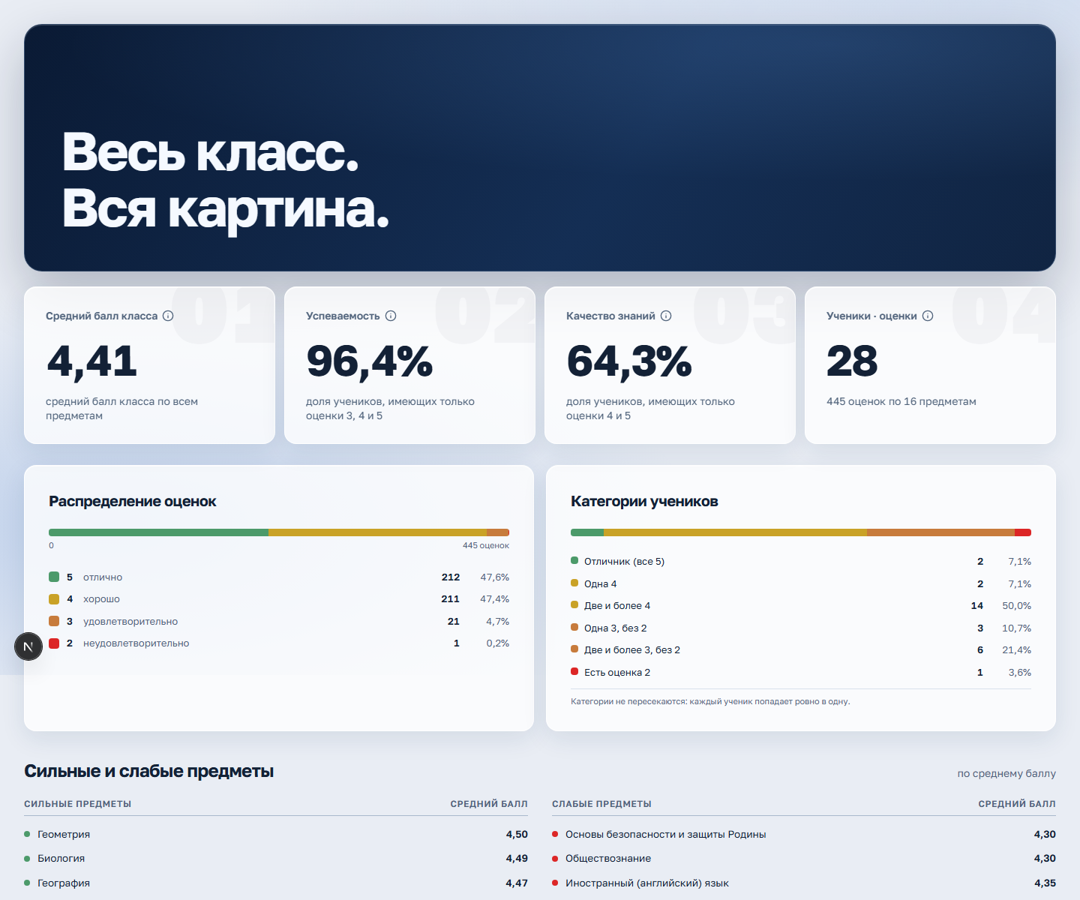 Весь класс.
Вся картина.
01
Средний балл класса
4,41
средний балл класса по всем
предметам
02
Успеваемость
96,4%
доля учеников, имеющих только
оценки 3, 4 и 5
03
Качество знаний
64,3%
доля учеников, имеющих только
оценки 4 и 5
04
Ученики · оценки
28
445 оценок по 16 предметам
Распределение оценок
0 445 оценок
5 отлично 212 47,6%
4 хорошо 211 47,4%
3 удовлетворительно 21 4,7%
2 неудовлетворительно 1 0,2%
N
Категории учеников
Отличник (все 5) 2 7,1%
Одна 4 2 7,1%
Две и более 4 14 50,0%
Одна 3, без 2 3 10,7%
Две и более 3, без 2 6 21,4%
Есть оценка 2 1 3,6%
Категории не пересекаются: каждый ученик попадает ровно в одну.
Сильные и слабые предметы
по среднему баллу
СИЛЬНЫЕ ПРЕДМЕТЫ СРЕДНИЙ БАЛЛ
Геометрия 4,50
Биология 4,49
География 4,47
СЛАБЫЕ ПРЕДМЕТЫ СРЕДНИЙ БАЛЛ
Основы безопасности и защиты Родины 4,30
Обществознание 4,30
Иностранный (английский) язык 4,35